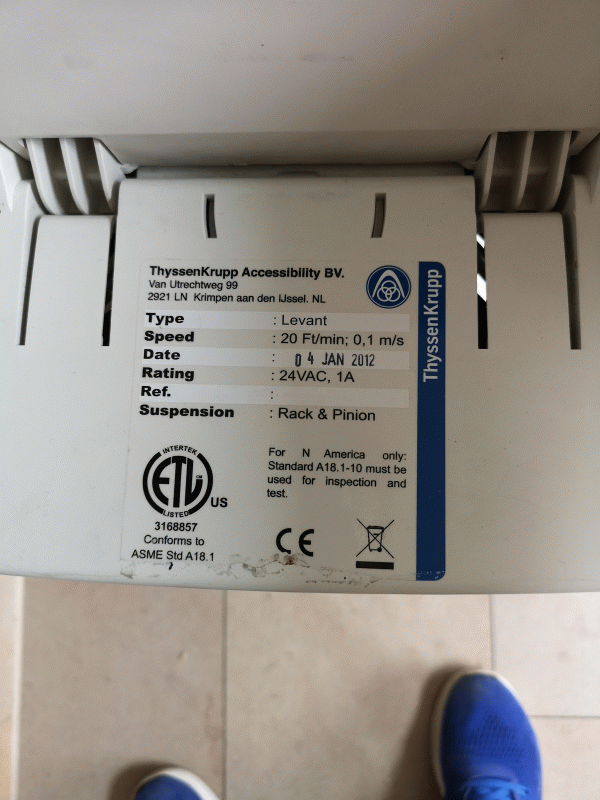 ThyssenKrupp Accessibility BV.
Van Utrechtweg 99
2921 LN Krimpen aan den IJssel. NL
Type : Levant
Speed : 20 Ft/min; 0,1 m/s
Date : 04 JAN 2012
Rating : 24VAC, 1A
Ref. :
Suspension : Rack & Pinion
ThyssenKrupp
INTERTEK
ETL
CM
LISTED
US
3168857
Conforms to
ASME Std A18.1
For N America only:
Standard A18.1-10 must be
used for inspection and
test.
CE